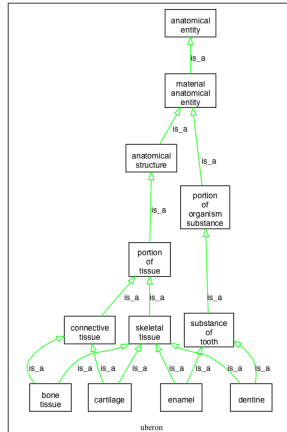 anatomical
entity
is_a
material
anatomical
entity
is_a
is_a
anatomical
structure
is_a
portion
of
organism
substance
is_a
portion
of
tissue
is_a
is_a
is_a
connective
tissue
skeletal
tissue
substance
of
tooth
is_a
is_a
is_a
is_a
is_a
is_a
is_a
is_a
bone
tissue
cartilage
enamel
dentine
uberon